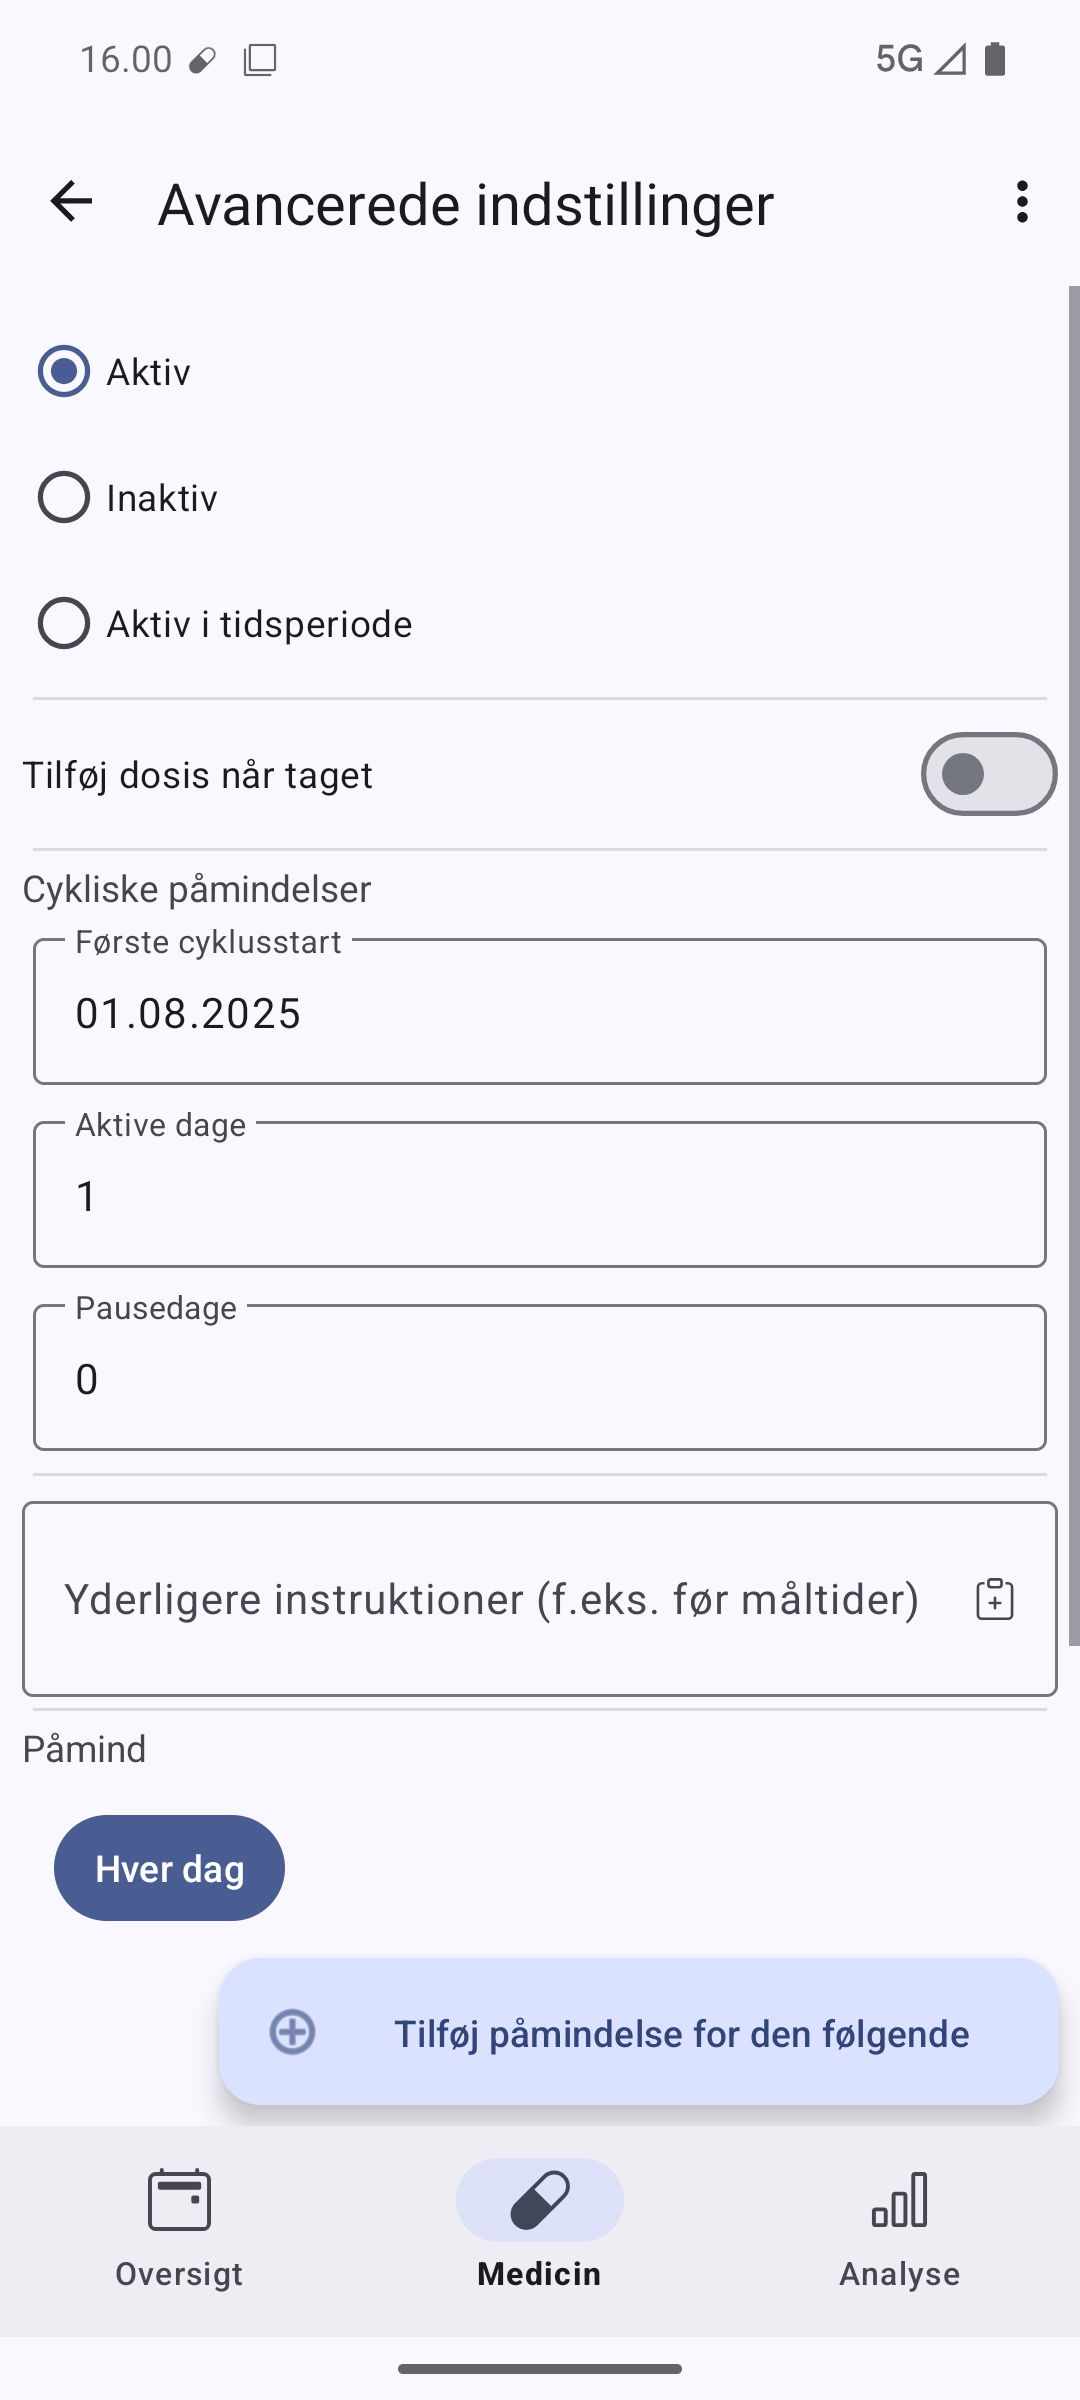 16.00
5G
Avancerede indstillinger
Aktiv
Inaktiv
Aktiv i tidsperiode
Tilføj dosis når taget
Cykliske påmindelser
Første cyklusstart
01.08.2025
Aktive dage
1
Pausedage
0
Yderligere instruktioner (f.eks. før måltider)
Påmind
Hver dag
Tilføj påmindelse for den følgende
Oversigt
Medicin
Analyse